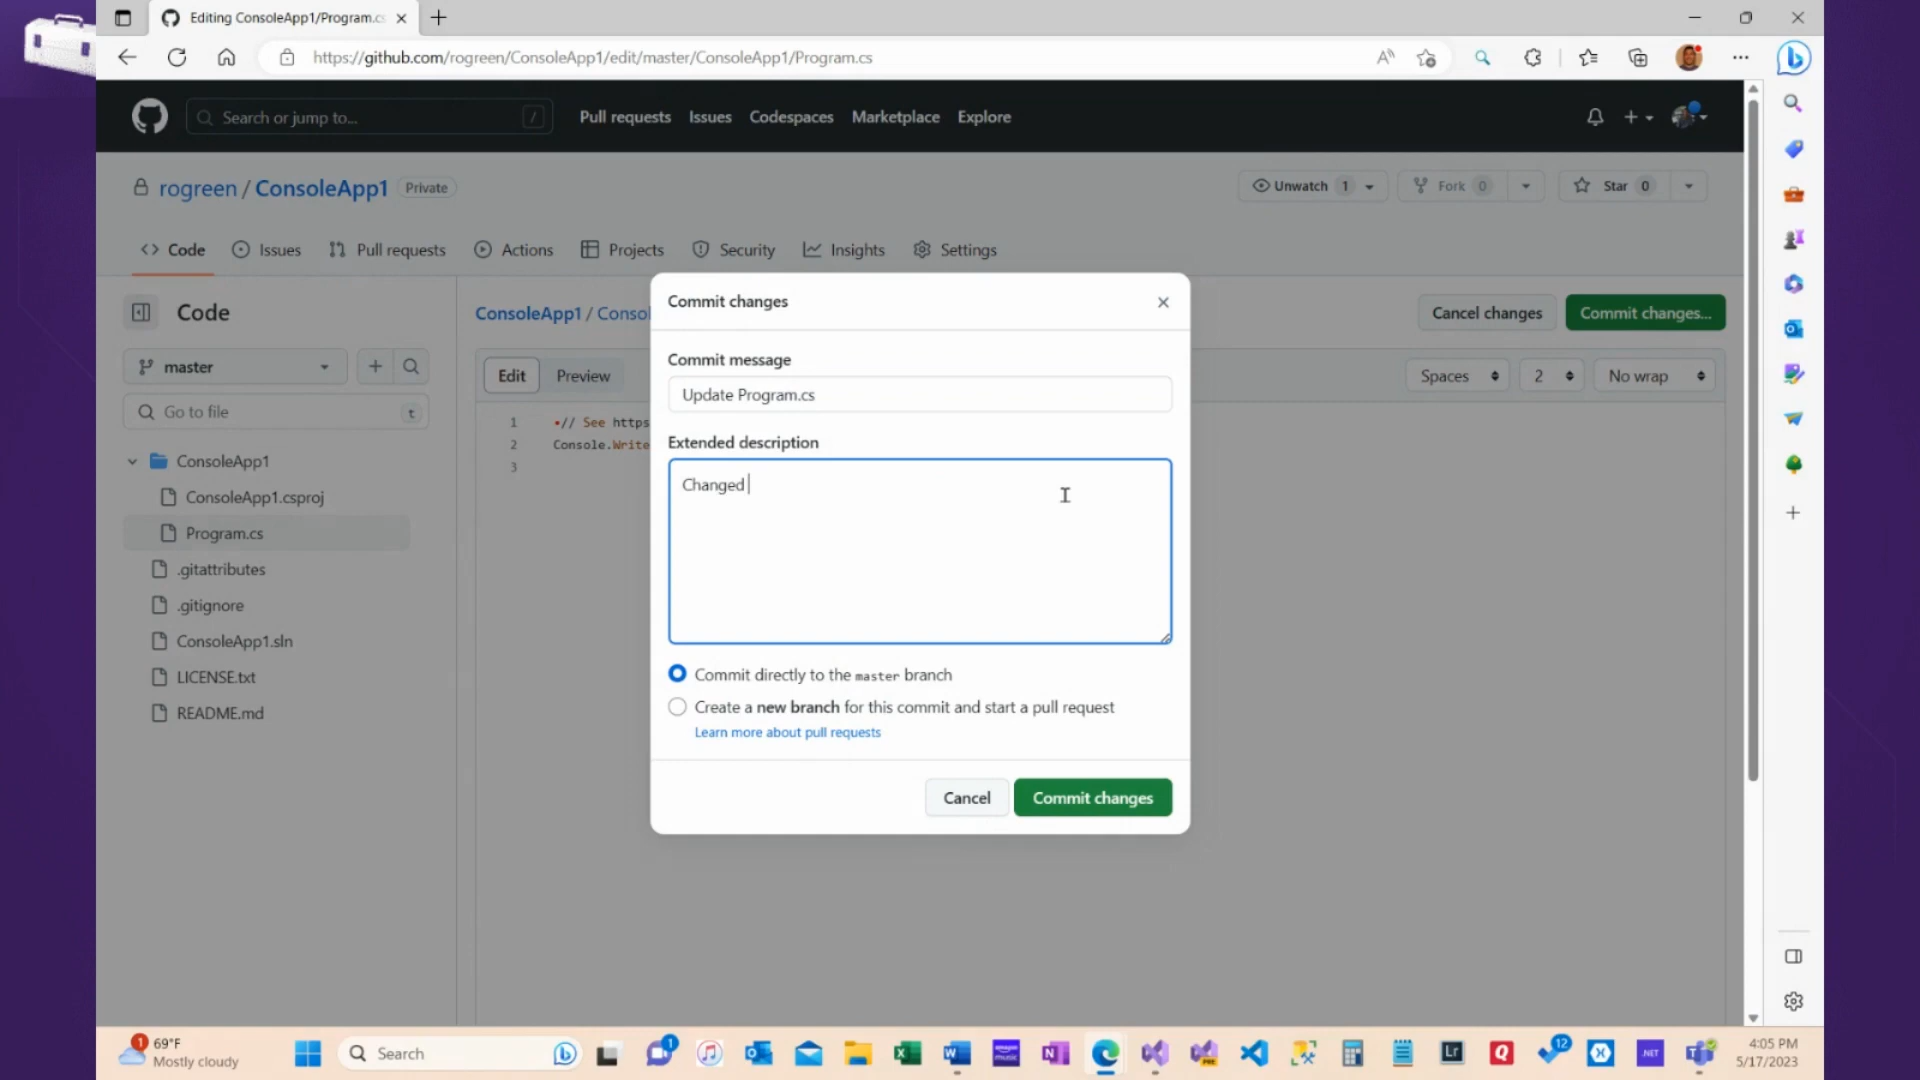 Editing ConsoleApp1/Program.cs
https://github.com/rogreen/ConsoleApp1/edit/master/ConsoleApp1/Program.cs
Search or jump to... /
Pull requests Issues Codespaces Marketplace Explore
rogreen / ConsoleApp1 Private
Unwatch 1 Fork 0 Star 0
Code Issues Pull requests Actions Projects Security Insights Settings
Code
ConsoleApp1 / Consol
Cancel changes Commit changes...
master
Edit Preview
Spaces 2 No wrap
Go to file t
1 // See https
2 Console.Write
3
ConsoleApp1
ConsoleApp1.csproj
Program.cs
.gitattributes
.gitignore
ConsoleApp1.sln
LICENSE.txt
README.md
Commit changes
Commit message
Update Program.cs
Extended description
Changed
Commit directly to the master branch
Create a new branch for this commit and start a pull request
Learn more about pull requests
Cancel Commit changes
1
69°F
Mostly cloudy
Search
1
12
.NET
4:05 PM
5/17/2023